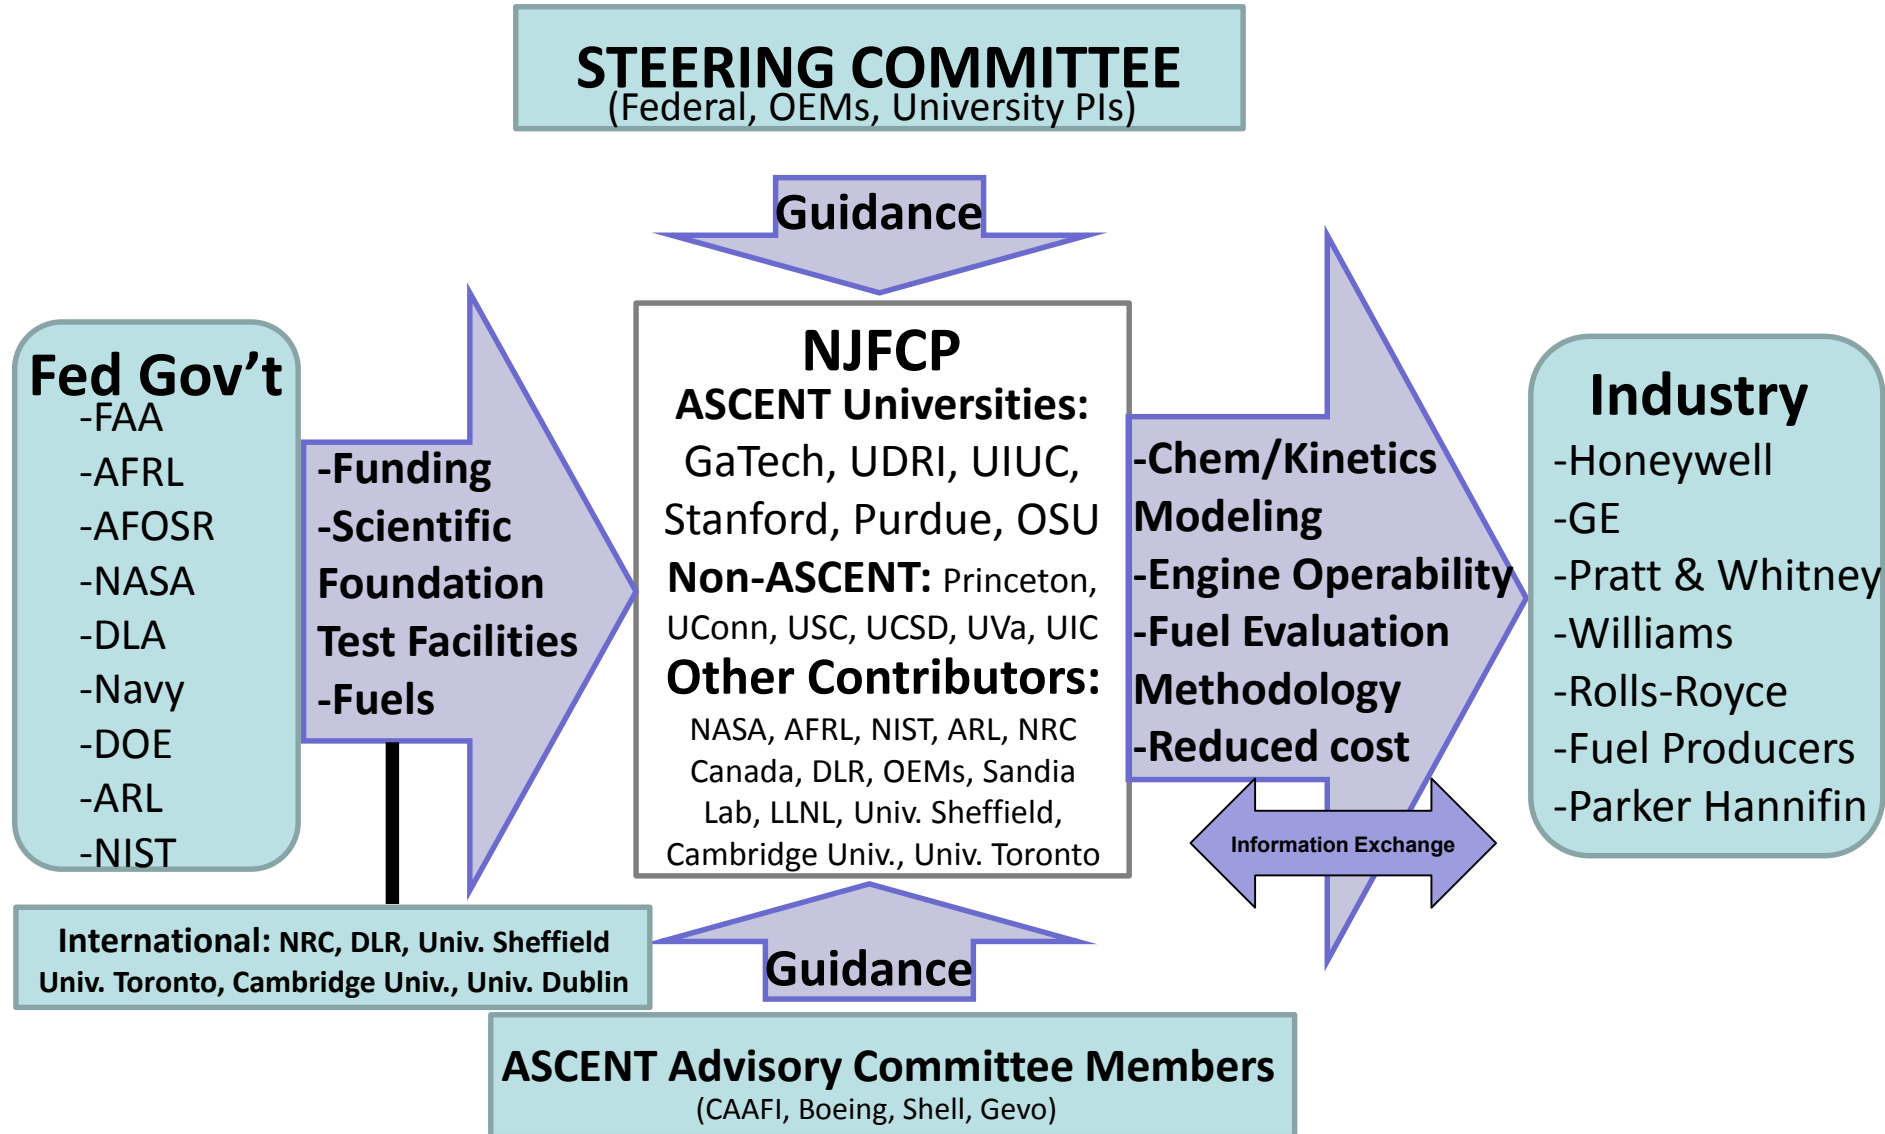 STEERING COMMITTEE
(Federal, OEMs, University PIs)
Guidance
Fed Gov't
-FAA
-AFRL
-AFOSR
-NASA
-DLA
-Navy
-DOE
-ARL
-NIST
-Funding
-Scientific
Foundation
Test Facilities
-Fuels
International: NRC, DLR, Univ. Sheffield
Univ. Toronto, Cambridge Univ., Univ. Dublin
NJFCP
ASCENT Universities:
GaTech, UDRI, UIUC,
Stanford, Purdue, OSU
Non-ASCENT: Princeton,
UConn, USC, UCSD, UVa, UIC
Other Contributors:
NASA, AFRL, NIST, ARL, NRC
Canada, DLR, OEMs, Sandia
Lab, LLNL, Univ. Sheffield,
Cambridge Univ., Univ. Toronto
-Chem/Kinetics
Modeling
-Engine Operability
-Fuel Evaluation
Methodology
-Reduced cost
Information Exchange
Industry
-Honeywell
-GE
-Pratt & Whitney
-Williams
-Rolls-Royce
-Fuel Producers
-Parker Hannifin
Guidance
ASCENT Advisory Committee Members
(CAAFI, Boeing, Shell, Gevo)